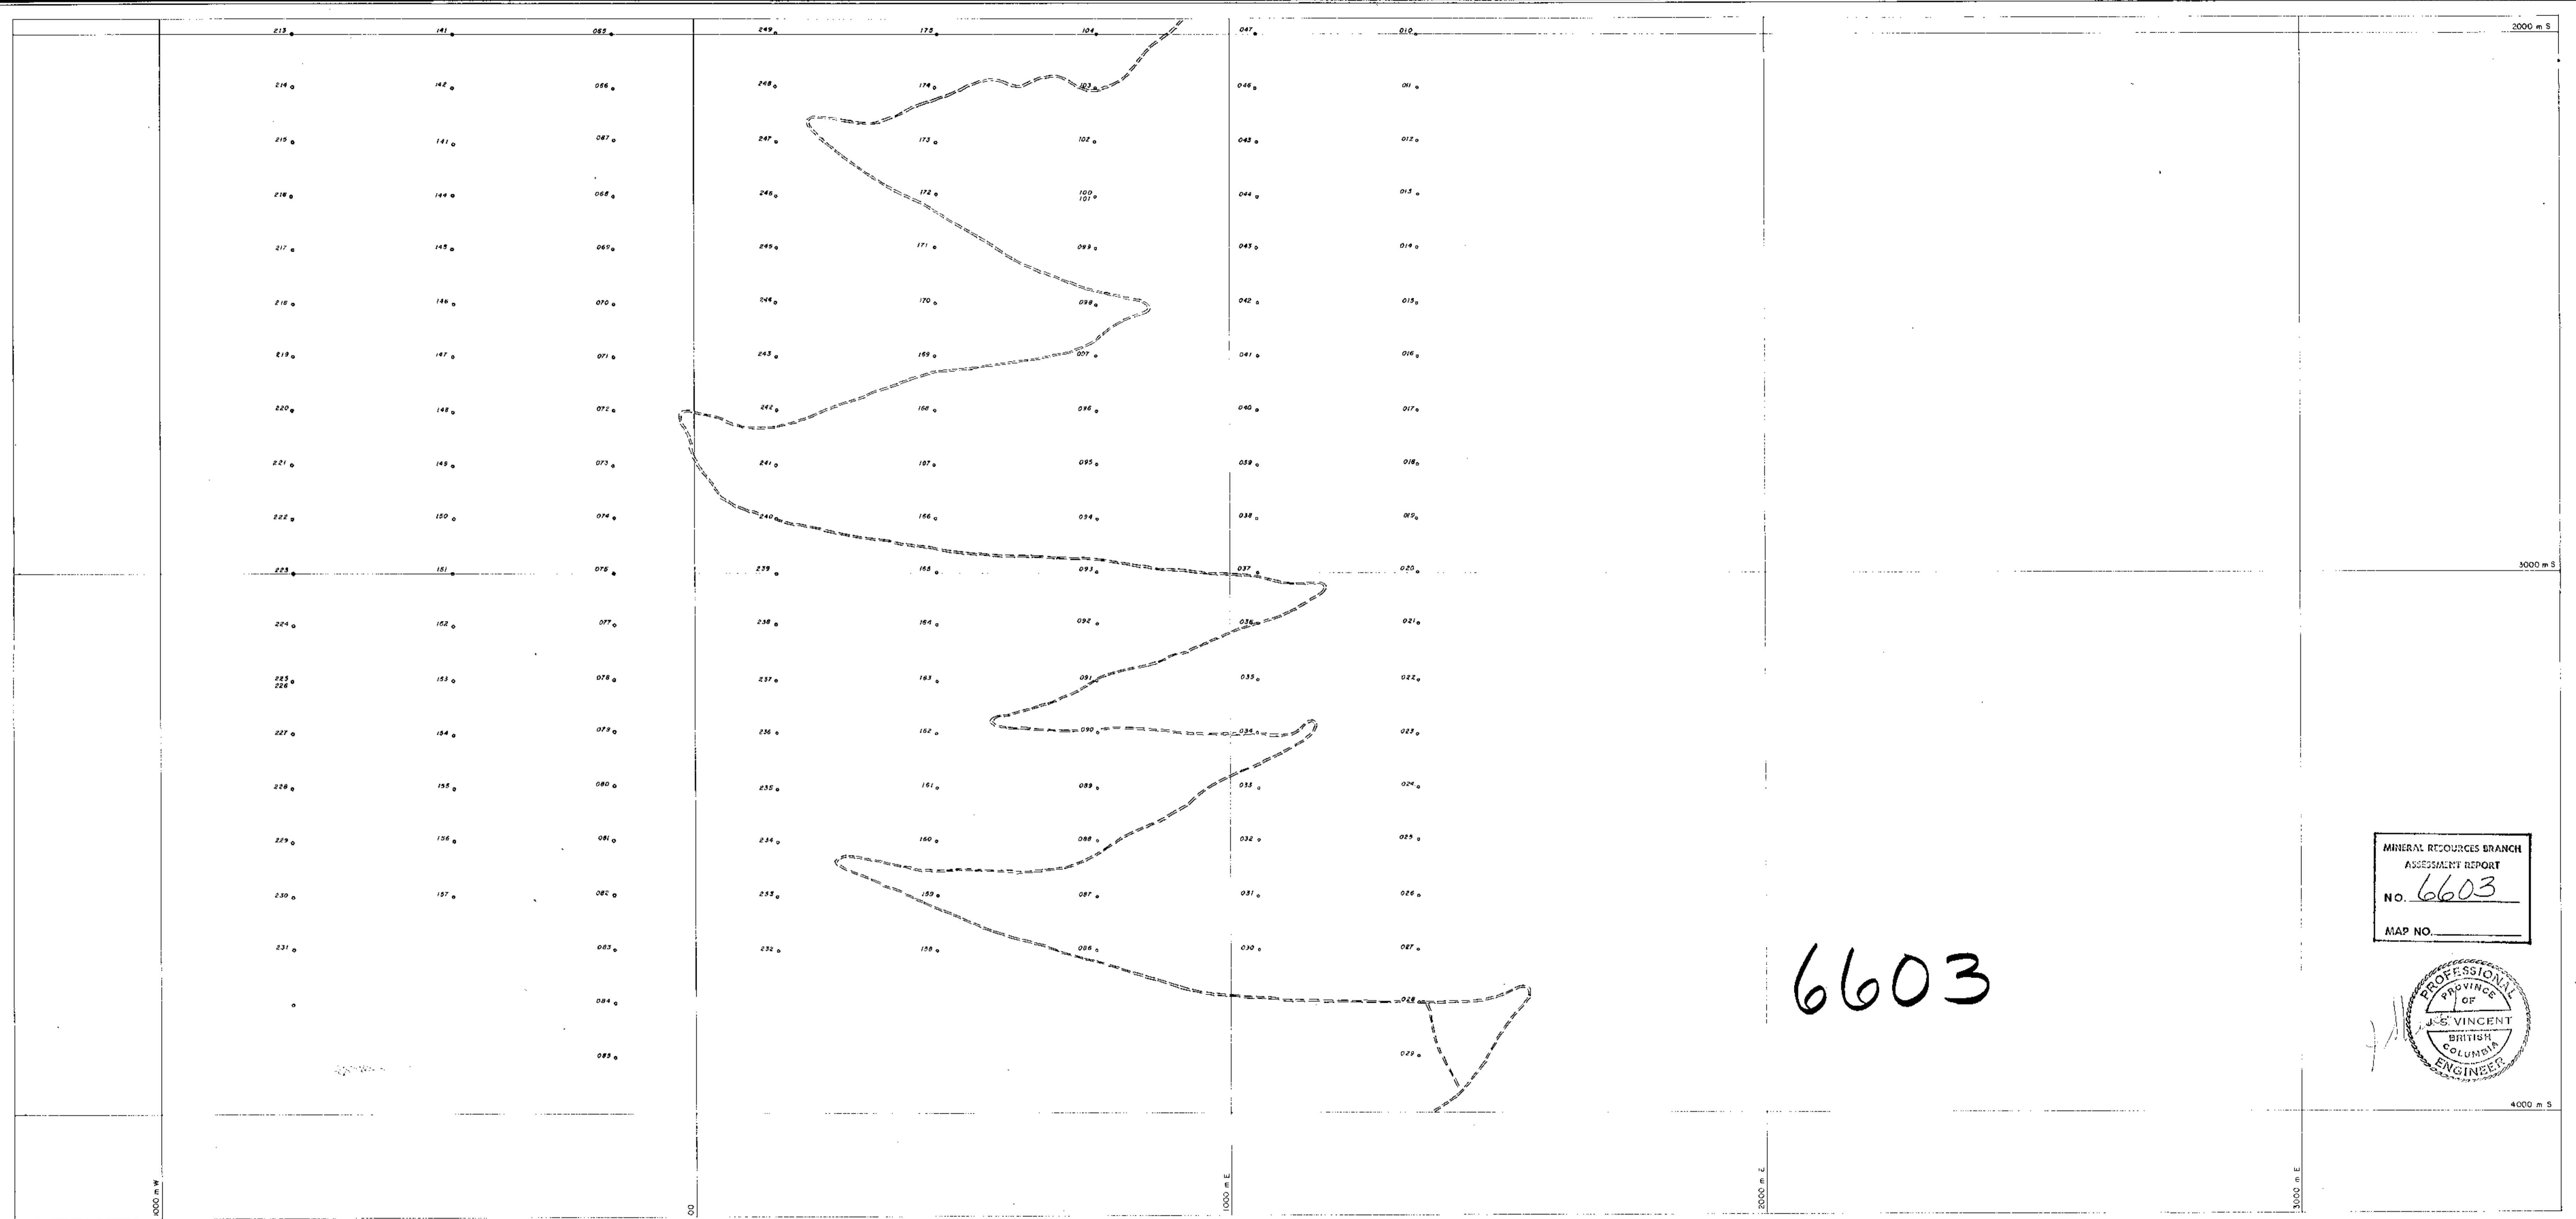 213 141 065 249 175 104 047 010 2000 m S
214 142 066 248 174 103 046 011
215 141 087 247 173 102 043 012
216 144 068 246 172 100 044 013
101
217 145 069 245 171 099 043 014
218 146 070 244 170 098 042 015
219 147 071 243 169 097 041 016
220 148 072 242 168 096 040 017
221 149 073 241 107 095 039 018
222 150 074 240 166 094 038 019
223 151 075 239 165 093 037 020 3000 m S
224 152 077 238 164 092 036 021
225 153 078 237 163 091 035 022
226
227 154 079 236 162 090 034 023
228 155 080 235 161 089 033 024
229 156 081 234 160 088 032 025
230 157 082 233 159 087 031 026
231 083 232 158 086 030 027
084 028
085 029
4000 m S
1000 m W 00 1000 m E 2000 m E 3000 m E
6603
MINERAL RESOURCES BRANCH
ASSESSMENT REPORT
NO. 6603
MAP NO.
PROFESSIONAL
PROVINCE
OF
J. S. VINCENT
BRITISH
COLUMBIA
ENGINEER